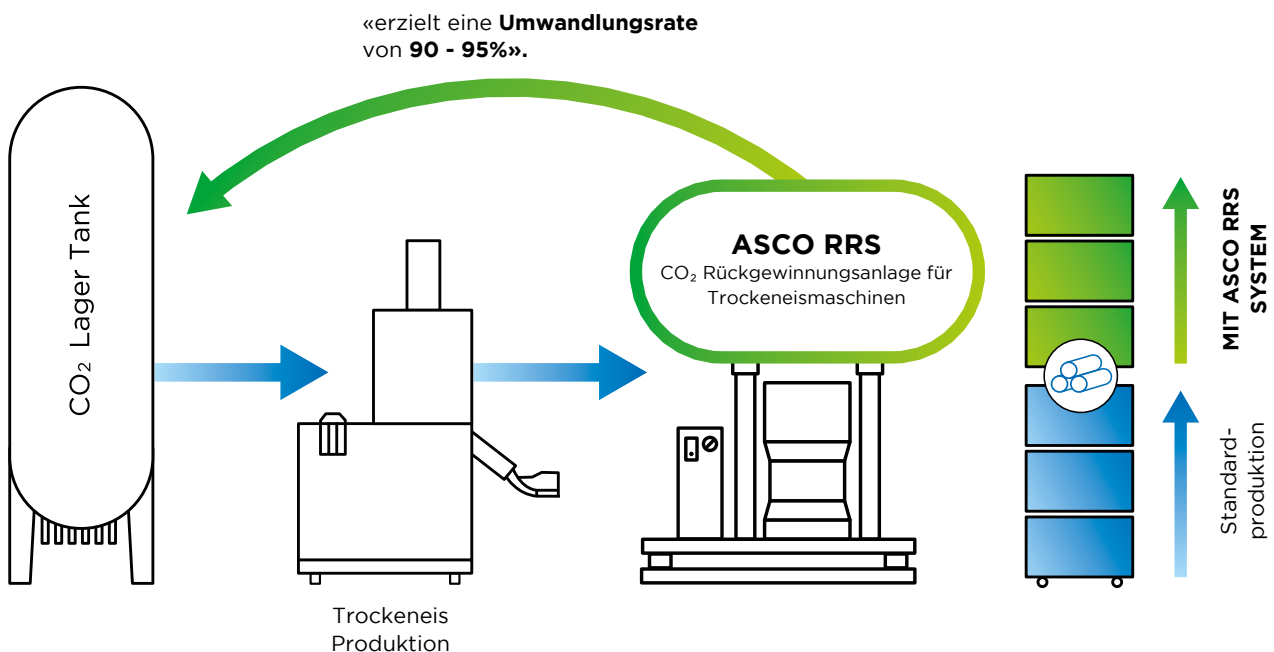 «erzielt eine Umwandlungsrate
von 90 - 95%».
CO₂ Lager Tank
Trockeneis
Produktion
ASCO RRS
CO₂ Rückgewinnungsanlage für
Trockeneismaschinen
MIT ASCO RRS
SYSTEM
Standard-
produktion